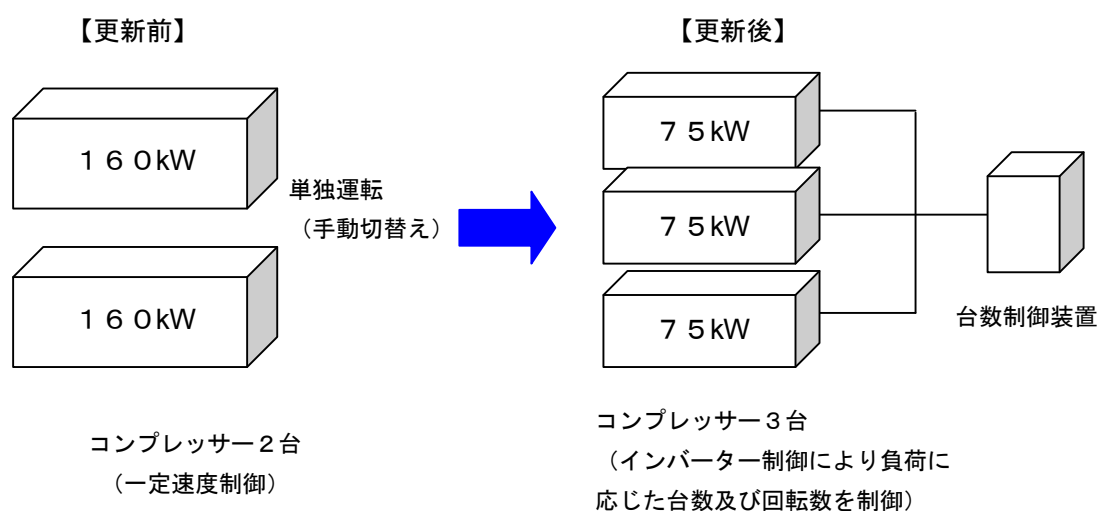 【更新前】
１６０kW
１６０kW
単独運転
（手動切替え）
コンプレッサー２台
（一定速度制御）
【更新後】
７５kW
７５kW
７５kW
台数制御装置
コンプレッサー３台
（インバーター制御により負荷に
応じた台数及び回転数を制御）